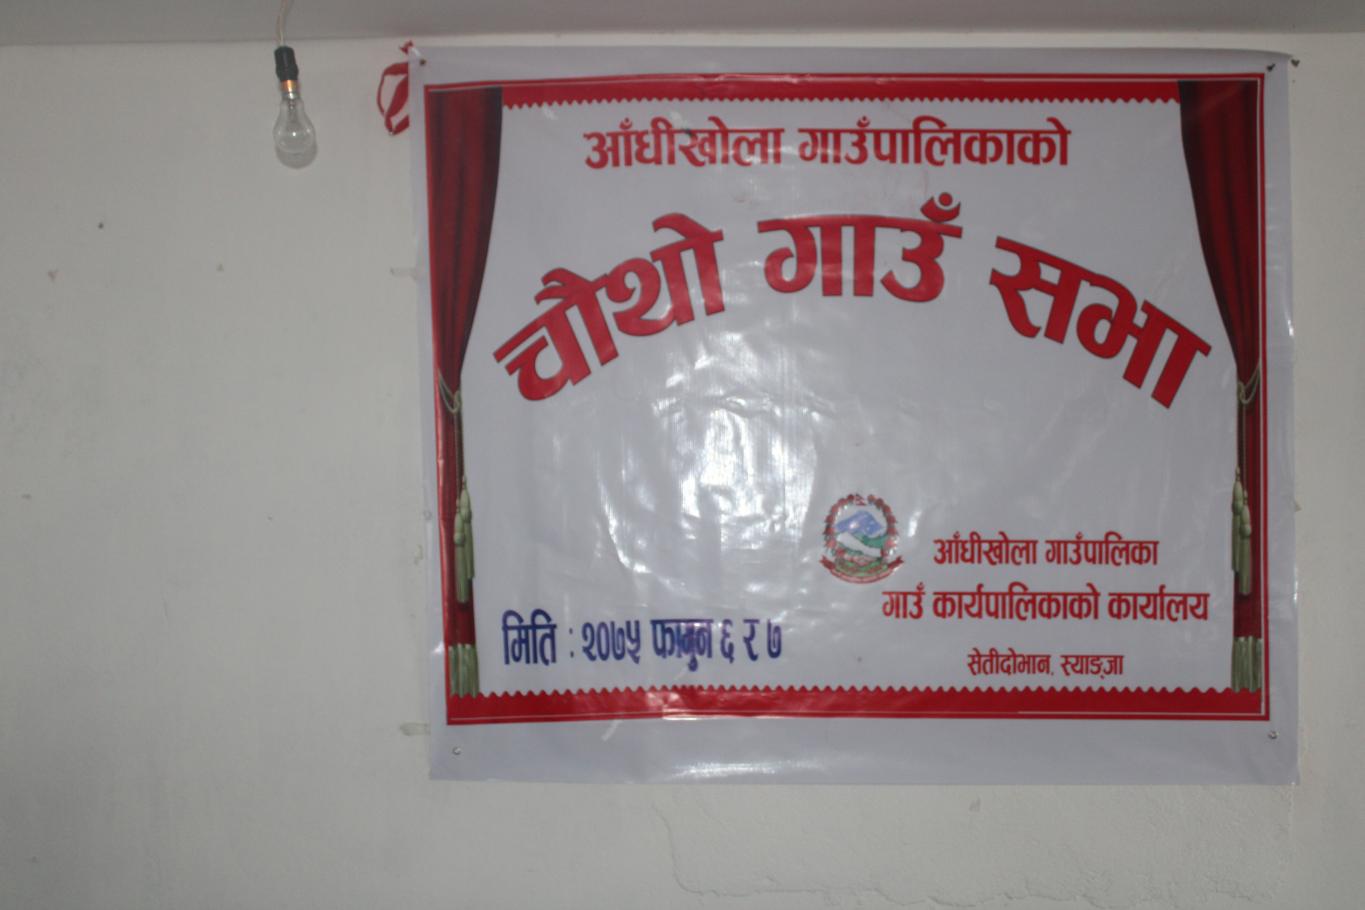 आँधीखोला गाउँपालिकाको
चौथो गाउँ सभा
आँधीखोला गाउँपालिका
गाउँ कार्यपालिकाको कार्यालय
सेतीदोभान, स्याङ्जा
मिति : २०७५ फागुन ६ र ७